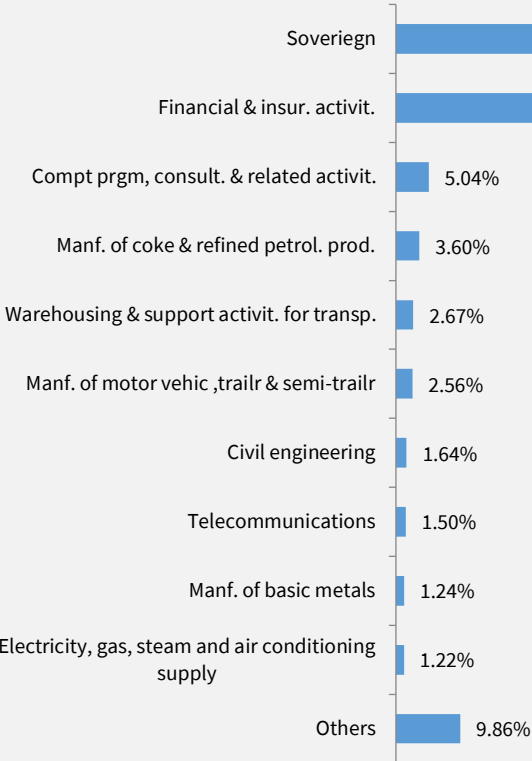 Soveriegn
Financial & insur. activit.
Compt prgm, consult. & related activit.
5.04%
Manf. of coke & refined petrol. prod.
3.60%
Warehousing & support activit. for transp.
2.67%
Manf. of motor vehic ,trailr & semi-trailr
2.56%
Civil engineering
1.64%
Telecommunications
1.50%
Manf. of basic metals
1.24%
Electricity, gas, steam and air conditioning
supply
1.22%
Others
9.86%